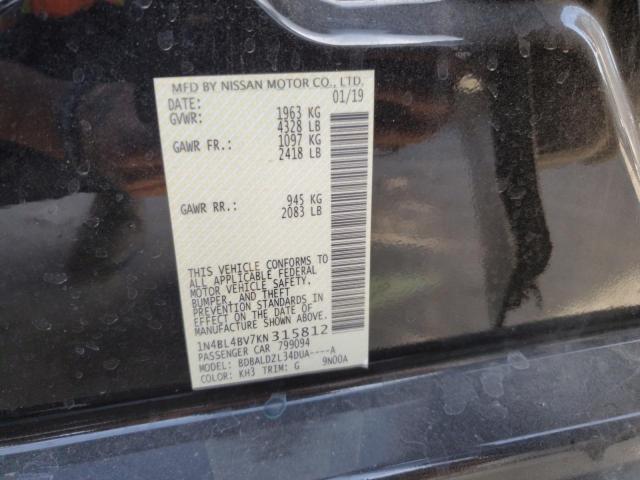 MFD BY NISSAN MOTOR CO., LTD.
DATE: 01/19
GVWR: 1963 KG
4328 LB
GAWR FR.: 1097 KG
2418 LB
GAWR RR.: 945 KG
2083 LB
THIS VEHICLE CONFORMS TO
ALL APPLICABLE FEDERAL
MOTOR VEHICLE SAFETY,
BUMPER, AND THEFT
PREVENTION STANDARDS IN
EFFECT ON THE DATE OF
MANUFACTURE SHOWN ABOVE.
1N4BL4BV7KN315812
PASSENGER CAR 799094
MODEL: BDBALDZL34DUA----A
COLOR: KH3 TRIM: G 9N00A